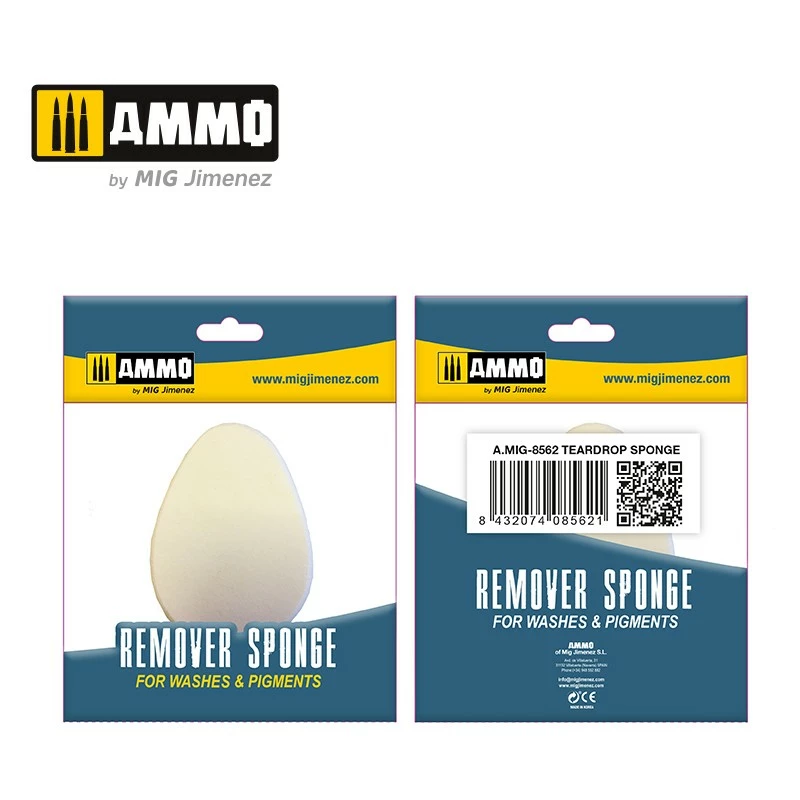 AMMO
by MIG Jimenez
AMMO
by MIG Jimenez
www.migjimenez.com
REMOVER SPONGE
FOR WASHES & PIGMENTS
AMMO
by MIG Jimenez
www.migjimenez.com
A.MIG-8562 TEARDROP SPONGE
8 432074 085621
REMOVER SPONGE
FOR WASHES & PIGMENTS
AMMO
of Mig Jimenez S.L.
info@migjimenez.com
www.migjimenez.com
CE
MADE IN KOREA